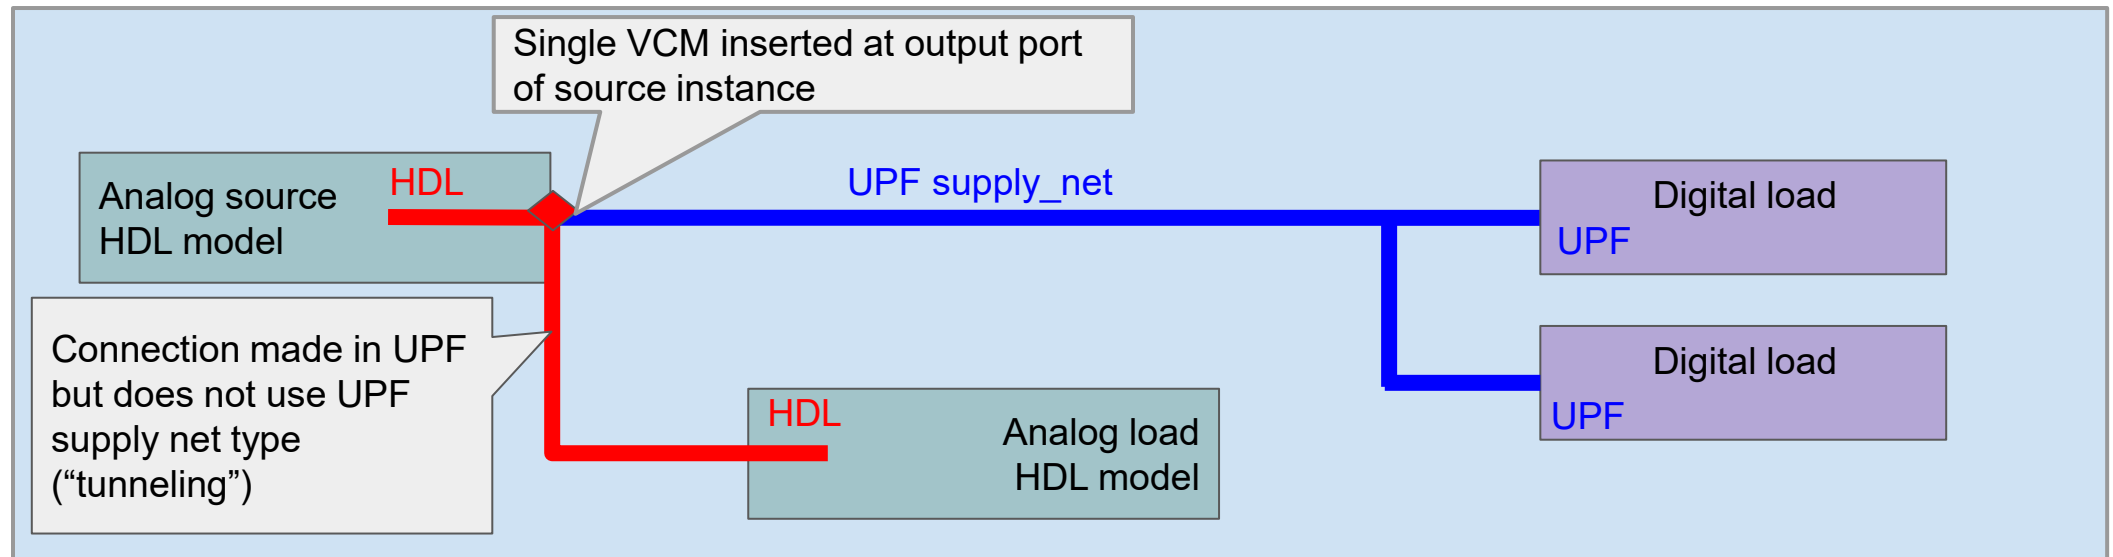 Single VCM inserted at output port
of source instance
Analog source
HDL model
HDL
UPF supply_net
Digital load
UPF
Connection made in UPF
but does not use UPF
supply net type
(“tunneling”)
HDL
Analog load
HDL model
Digital load
UPF